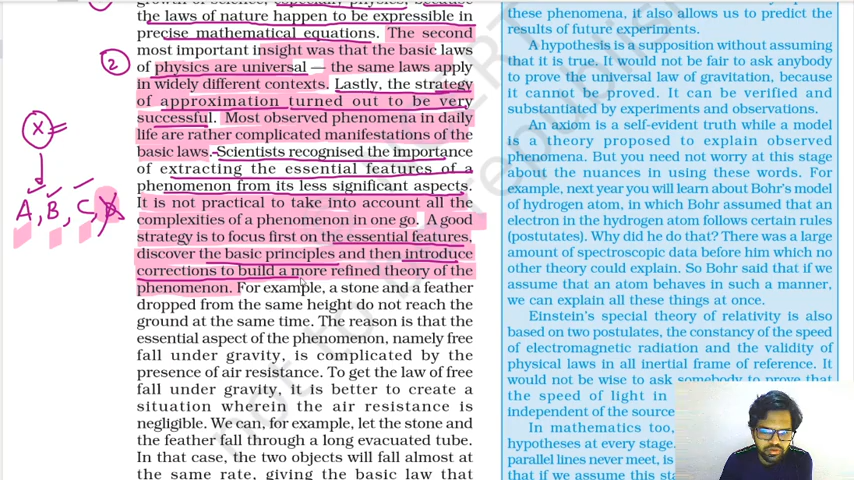 the laws of nature happen to be expressible in
precise mathematical equations. The second
most important insight was that the basic laws
of physics are universal — the same laws apply
in widely different contexts. Lastly, the strategy
of approximation turned out to be very
successful. Most observed phenomena in daily
life are rather complicated manifestations of the
basic laws. Scientists recognised the importance
of extracting the essential features of a
phenomenon from its less significant aspects.
It is not practical to take into account all the
complexities of a phenomenon in one go. A good
strategy is to focus first on the essential features,
discover the basic principles and then introduce
corrections to build a more refined theory of the
phenomenon. For example, a stone and a feather
dropped from the same height do not reach the
ground at the same time. The reason is that the
essential aspect of the phenomenon, namely free
fall under gravity, is complicated by the
presence of air resistance. To get the law of free
fall under gravity, it is better to create a
situation wherein the air resistance is
negligible. We can, for example, let the stone and
the feather fall through a long evacuated tube.
In that case, the two objects will fall almost at
the same rate, giving the basic law that
2
X
A, B, C,
these phenomena, it also allows us to predict the
results of future experiments.
A hypothesis is a supposition without assuming
that it is true. It would not be fair to ask anybody
to prove the universal law of gravitation, because
it cannot be proved. It can be verified and
substantiated by experiments and observations.
An axiom is a self-evident truth while a model
is a theory proposed to explain observed
phenomena. But you need not worry at this stage
about the nuances in using these words. For
example, next year you will learn about Bohr's model
of hydrogen atom, in which Bohr assumed that an
electron in the hydrogen atom follows certain rules
(postutates). Why did he do that? There was a large
amount of spectroscopic data before him which no
other theory could explain. So Bohr said that if we
assume that an atom behaves in such a manner,
we can explain all these things at once.
Einstein's special theory of relativity is also
based on two postulates, the constancy of the speed
of electromagnetic radiation and the validity of
physical laws in all inertial frame of reference. It
would not be wise to ask somebody to prove that
the speed of light in
independent of the source
In mathematics too,
hypotheses at every stage.
parallel lines never meet, is
that if we assume this